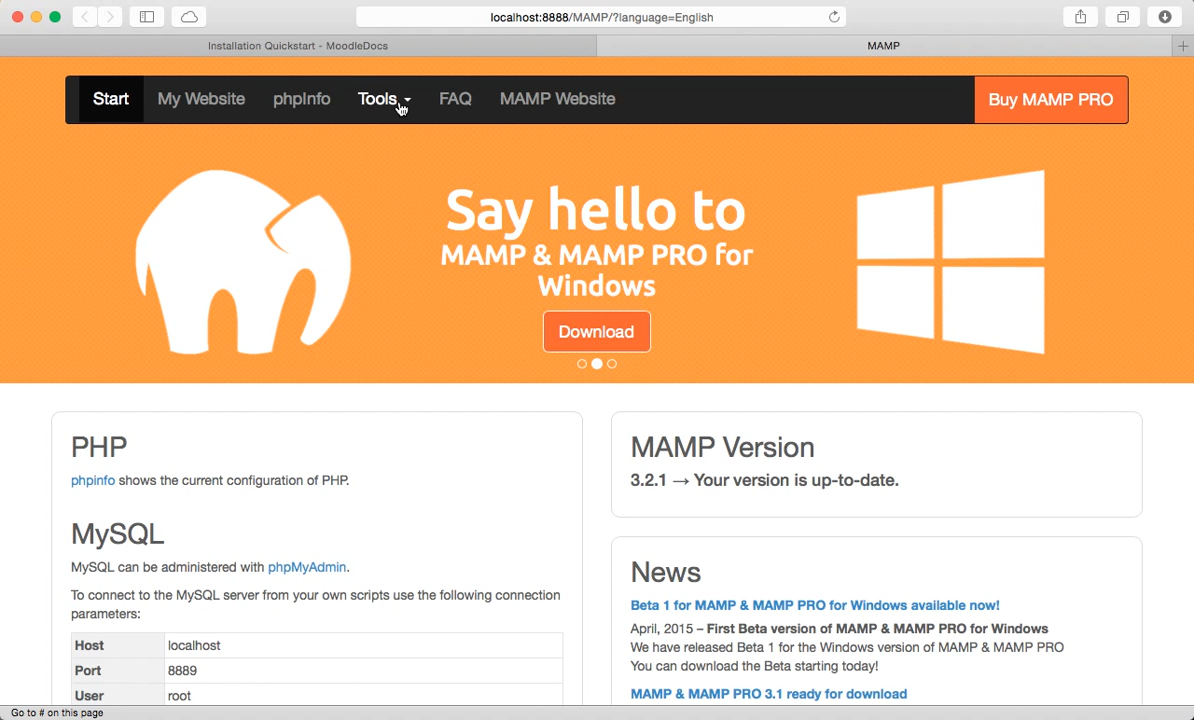 localhost:8888/MAMP/?language=English
Installation Quickstart - MoodleDocs
MAMP
Start
My Website
phpInfo
Tools
FAQ
MAMP Website
Buy MAMP PRO
Say hello to
MAMP & MAMP PRO for
Windows
Download
PHP
phpinfo shows the current configuration of PHP.
MySQL
MySQL can be administered with phpMyAdmin.
To connect to the MySQL server from your own scripts use the following connection
parameters:
Host localhost
Port 8889
User root
MAMP Version
3.2.1 → Your version is up-to-date.
News
Beta 1 for MAMP & MAMP PRO for Windows available now!
April, 2015 – First Beta version of MAMP & MAMP PRO for Windows
We have released Beta 1 for the Windows version of MAMP & MAMP PRO
You can download the Beta starting today!
MAMP & MAMP PRO 3.1 ready for download
Go to # on this page